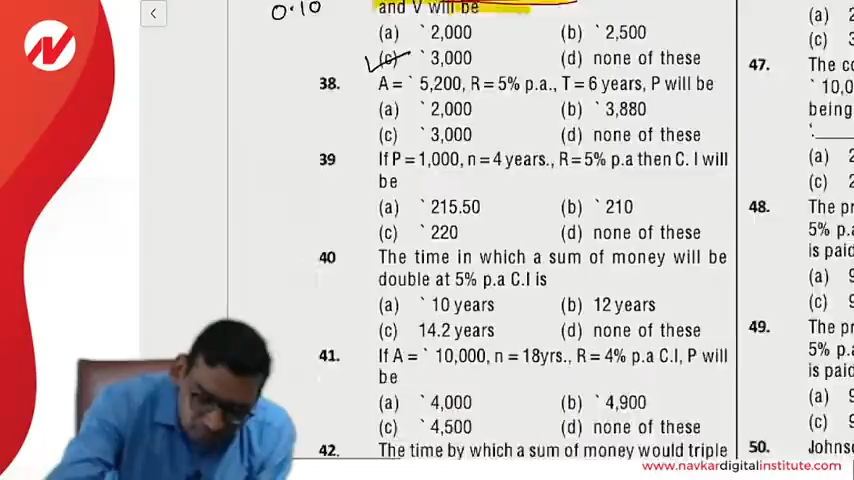 0.10
and V will be
(a) ` 2,000 (b) ` 2,500
(c) ` 3,000 (d) none of these
38. A = ` 5,200, R = 5% p.a., T = 6 years, P will be
(a) ` 2,000 (b) ` 3,880
(c) ` 3,000 (d) none of these
39 If P = 1,000, n = 4 years., R = 5% p.a then C. I will
be
(a) ` 215.50 (b) ` 210
(c) ` 220 (d) none of these
40 The time in which a sum of money will be
double at 5% p.a C.I is
(a) ` 10 years (b) 12 years
(c) 14.2 years (d) none of these
41. If A = ` 10,000, n = 18yrs., R = 4% p.a C.I, P will
be
(a) ` 4,000 (b) ` 4,900
(c) ` 4,500 (d) none of these
42. The time by which a sum of money would triple
(a)
(c)
47. The
` 10,0
being
`.
(a)
(c)
48. The
5% p.a
is paid
(a)
(c)
49. The
5% p.a
is paid
(a)
(c)
50.
www.navkardigitalinstitute.com